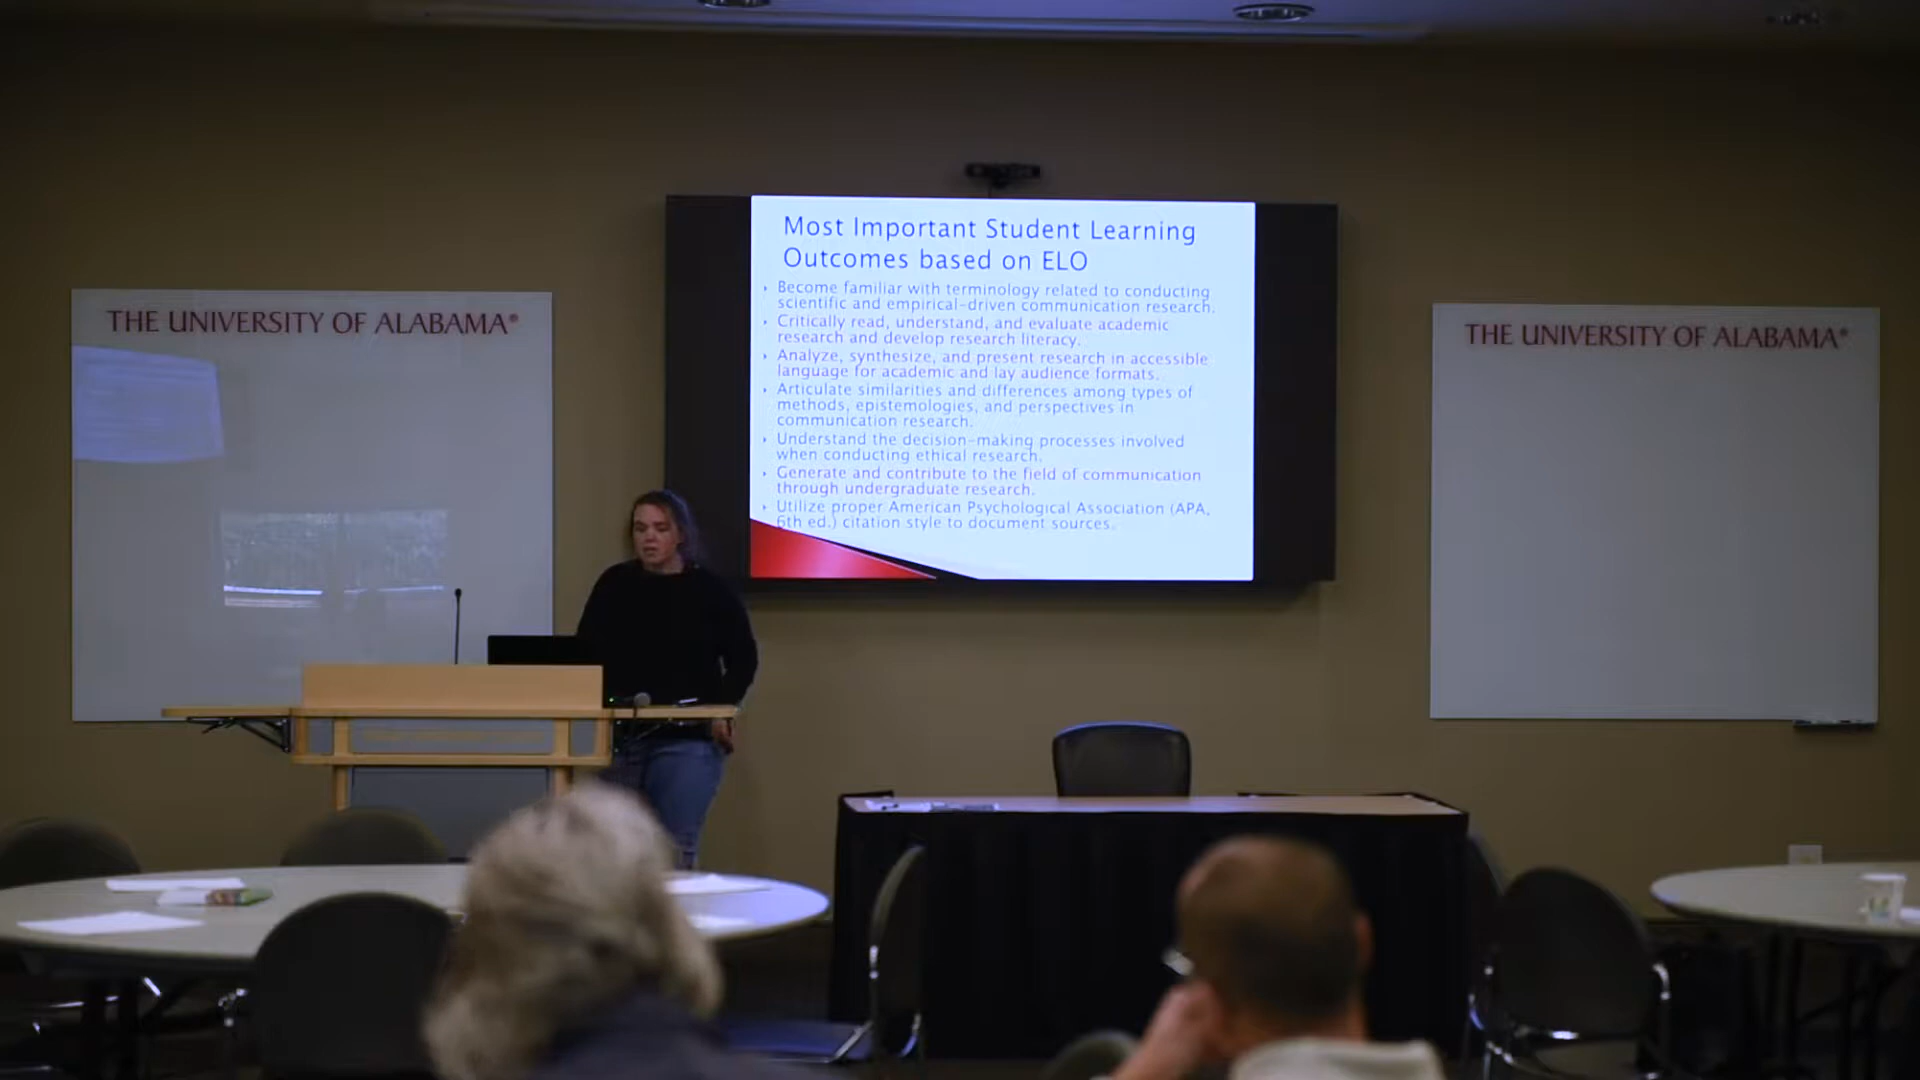 THE UNIVERSITY OF ALABAMA®
Most Important Student Learning
Outcomes based on ELO
Become familiar with terminology related to conducting
scientific and empirical-driven communication research.
Critically read, understand, and evaluate academic
research and develop research literacy.
Analyze, synthesize, and present research in accessible
language for academic and lay audience formats.
Articulate similarities and differences among types of
methods, epistemologies, and perspectives in
communication research.
Understand the decision-making processes involved
when conducting ethical research.
Generate and contribute to the field of communication
through undergraduate research.
Utilize proper American Psychological Association (APA,
6th ed.) citation style to document sources.
THE UNIVERSITY OF ALABAMA®